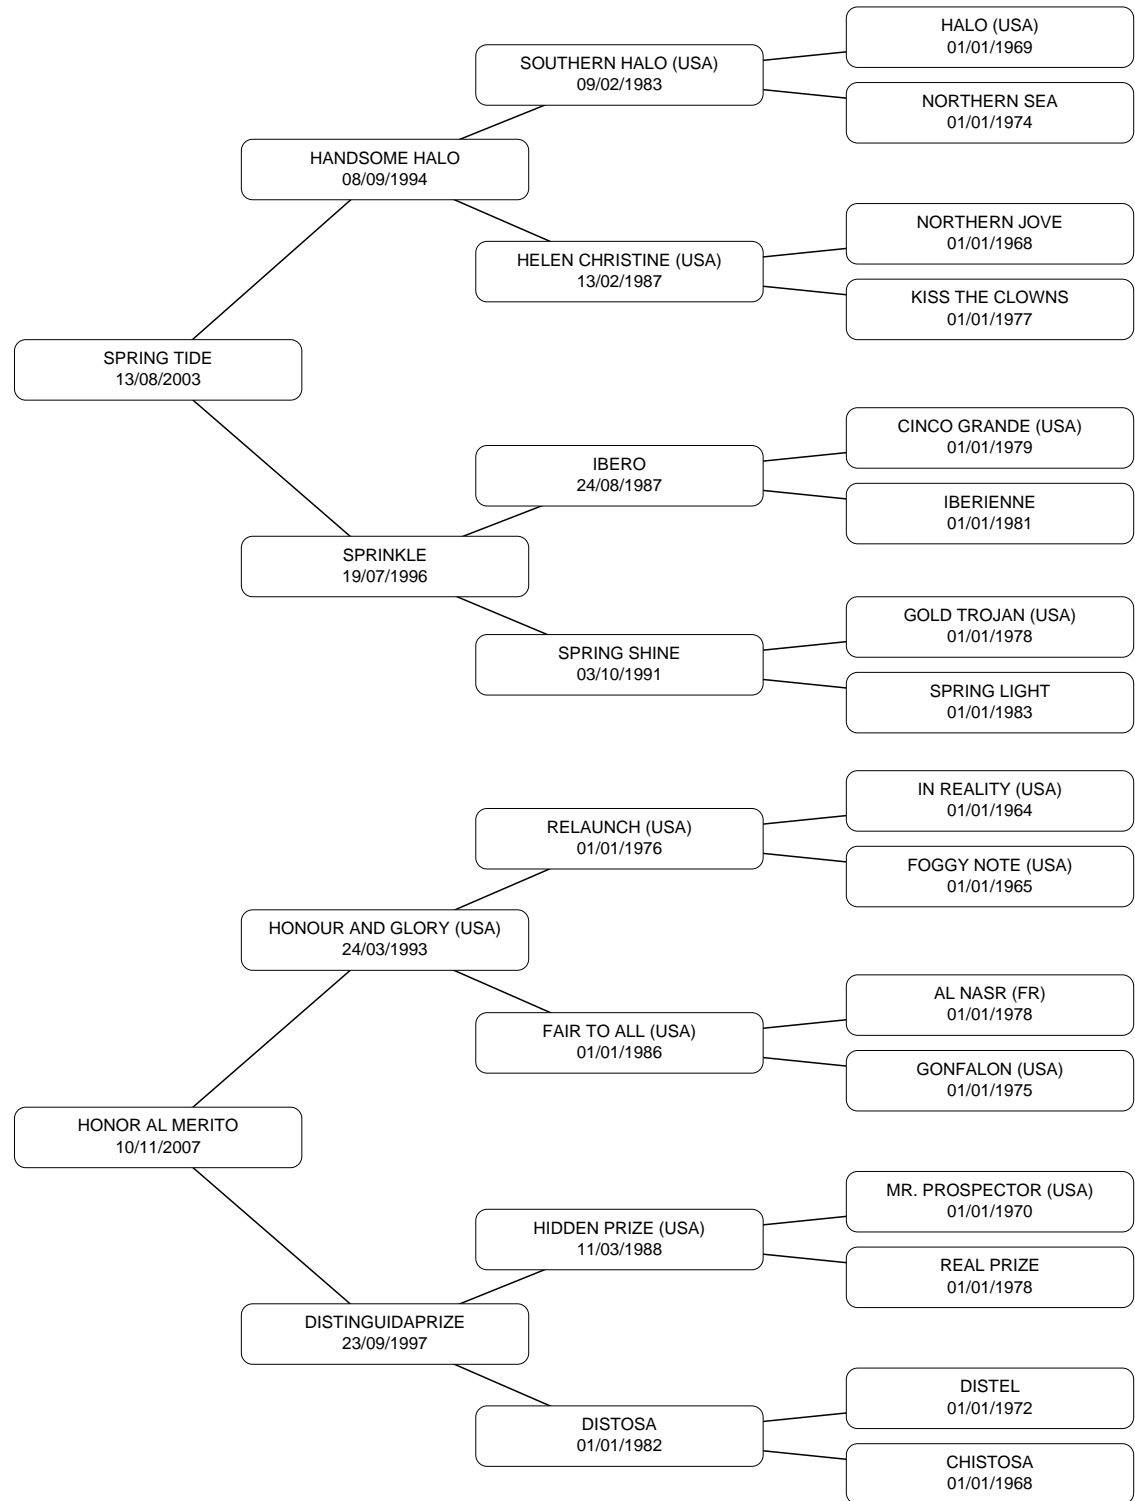 HALO (USA)
01/01/1969
SOUTHERN HALO (USA)
09/02/1983
NORTHERN SEA
01/01/1974
HANDSOME HALO
08/09/1994
NORTHERN JOVE
01/01/1968
HELEN CHRISTINE (USA)
13/02/1987
KISS THE CLOWNS
01/01/1977
SPRING TIDE
13/08/2003
CINCO GRANDE (USA)
01/01/1979
IBERO
24/08/1987
IBERIENNE
01/01/1981
SPRINKLE
19/07/1996
GOLD TROJAN (USA)
01/01/1978
SPRING SHINE
03/10/1991
SPRING LIGHT
01/01/1983
IN REALITY (USA)
01/01/1964
RELAUNCH (USA)
01/01/1976
FOGGY NOTE (USA)
01/01/1965
HONOUR AND GLORY (USA)
24/03/1993
AL NASR (FR)
01/01/1978
FAIR TO ALL (USA)
01/01/1986
GONFALON (USA)
01/01/1975
HONOR AL MERITO
10/11/2007
MR. PROSPECTOR (USA)
01/01/1970
HIDDEN PRIZE (USA)
11/03/1988
REAL PRIZE
01/01/1978
DISTINGUIDAPRIZE
23/09/1997
DISTEL
01/01/1972
DISTOSA
01/01/1982
CHISTOSA
01/01/1968